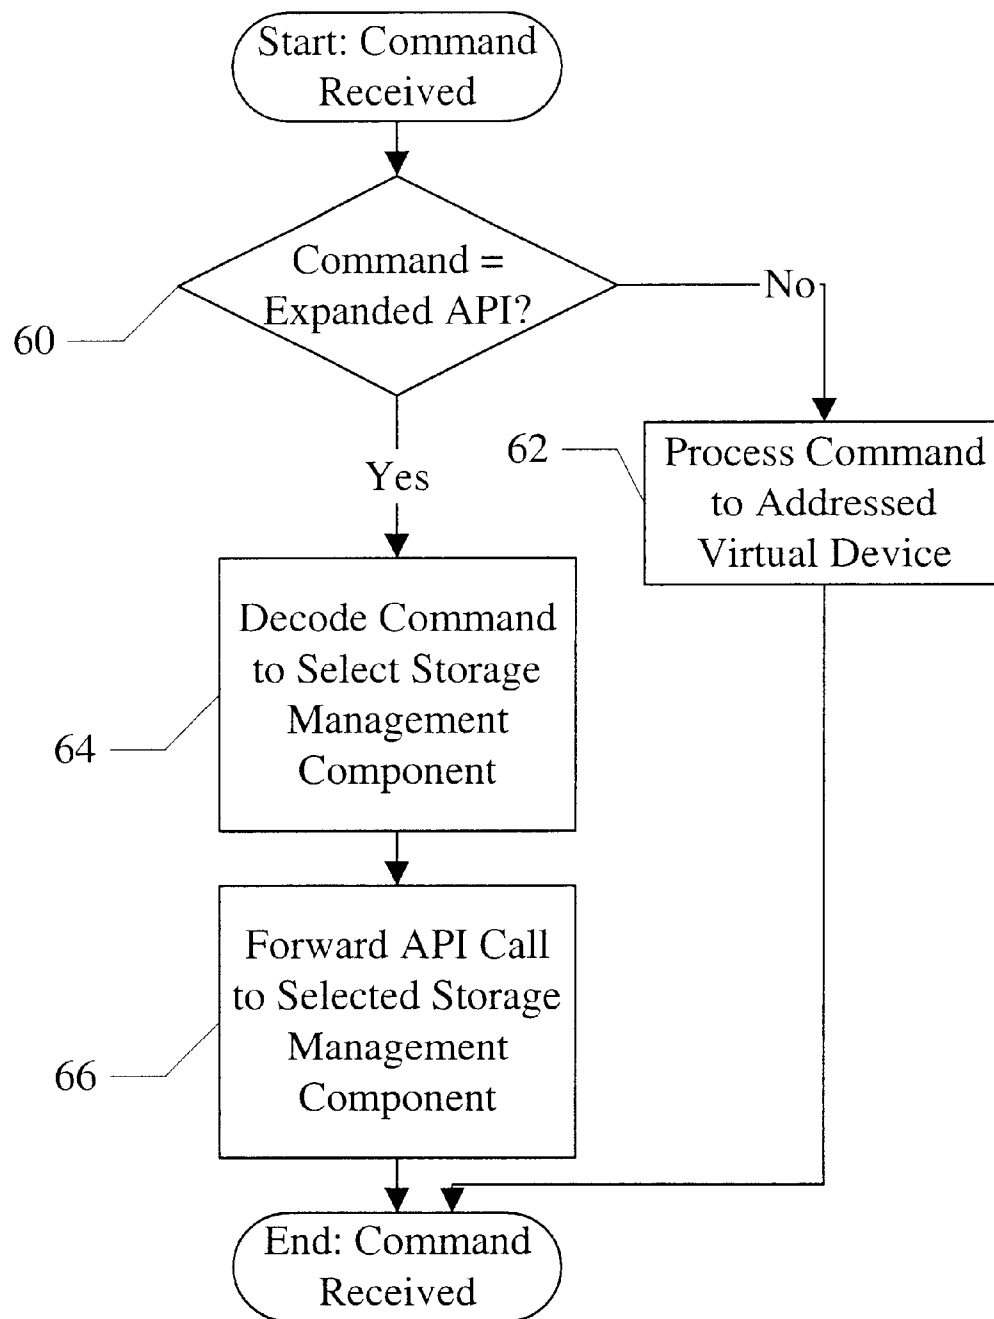 Start: Command
Received
Command =
Expanded API?
No
60
Yes
62
Process Command
to Addressed
Virtual Device
Decode Command
to Select Storage
Management
Component
64
Forward API Call
to Selected Storage
Management
Component
66
End: Command
Received